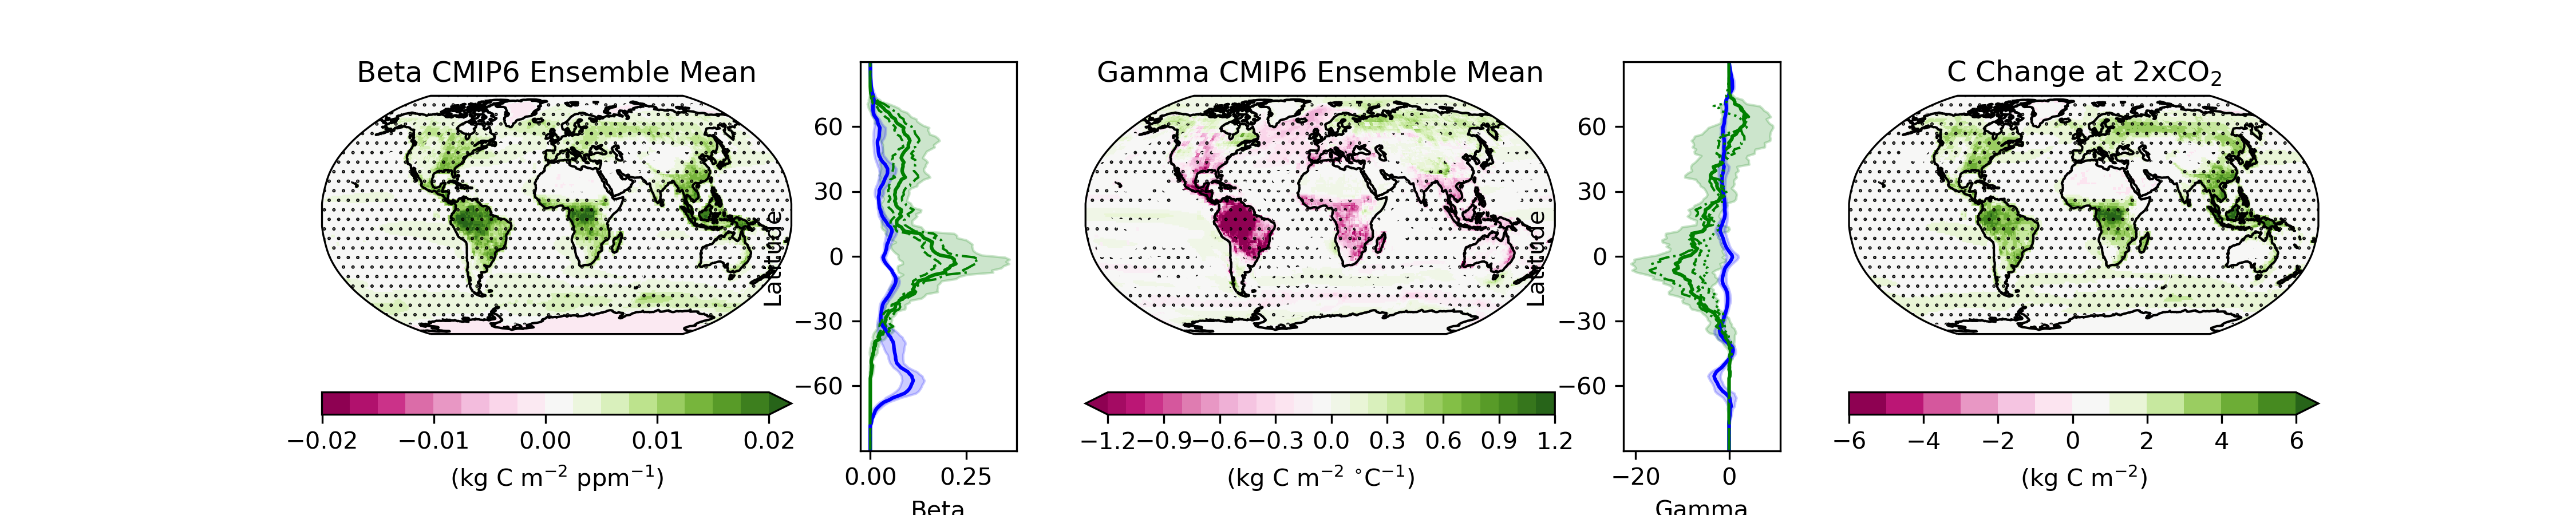 Beta CMIP6 Ensemble Mean
−0.02 −0.01 0.00 0.01 0.02
(kg C m⁻² ppm⁻¹)
Latitude
60
30
0
−30
−60
0.00 0.25
Beta
Gamma CMIP6 Ensemble Mean
−1.2 −0.9 −0.6 −0.3 0.0 0.3 0.6 0.9 1.2
(kg C m⁻² °C⁻¹)
Latitude
60
30
0
−30
−60
−20 0
Gamma
C Change at 2xCO₂
−6 −4 −2 0 2 4 6
(kg C m⁻²)